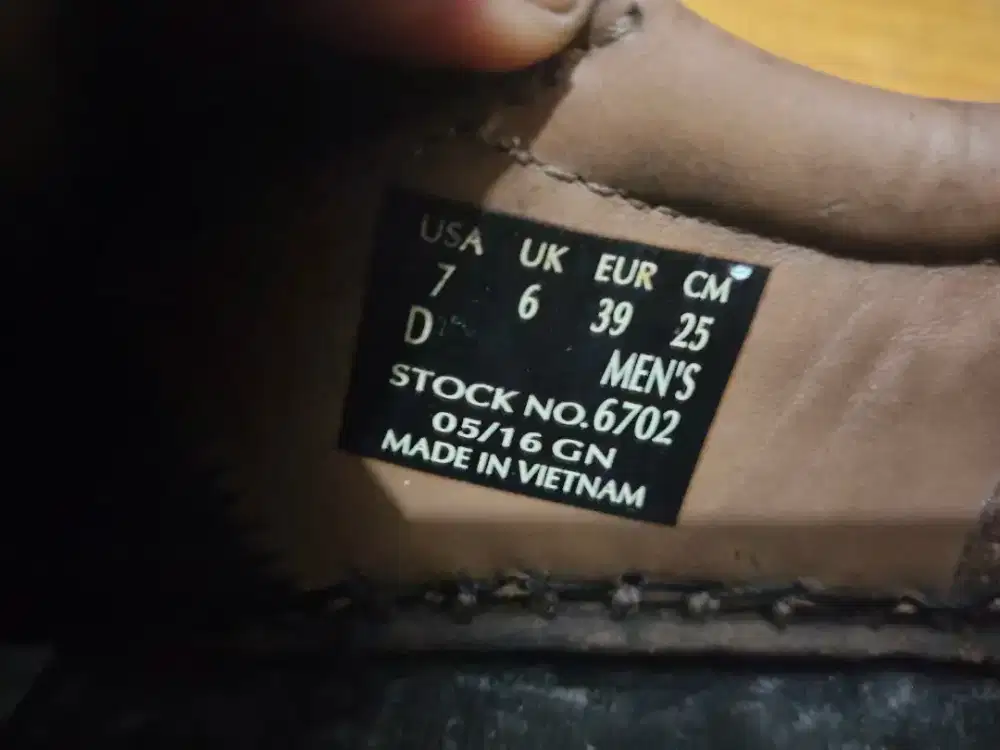 USA UK EUR CM
7 6 39 25
D
MEN'S
STOCK NO. 6702
05/16 GN
MADE IN VIETNAM